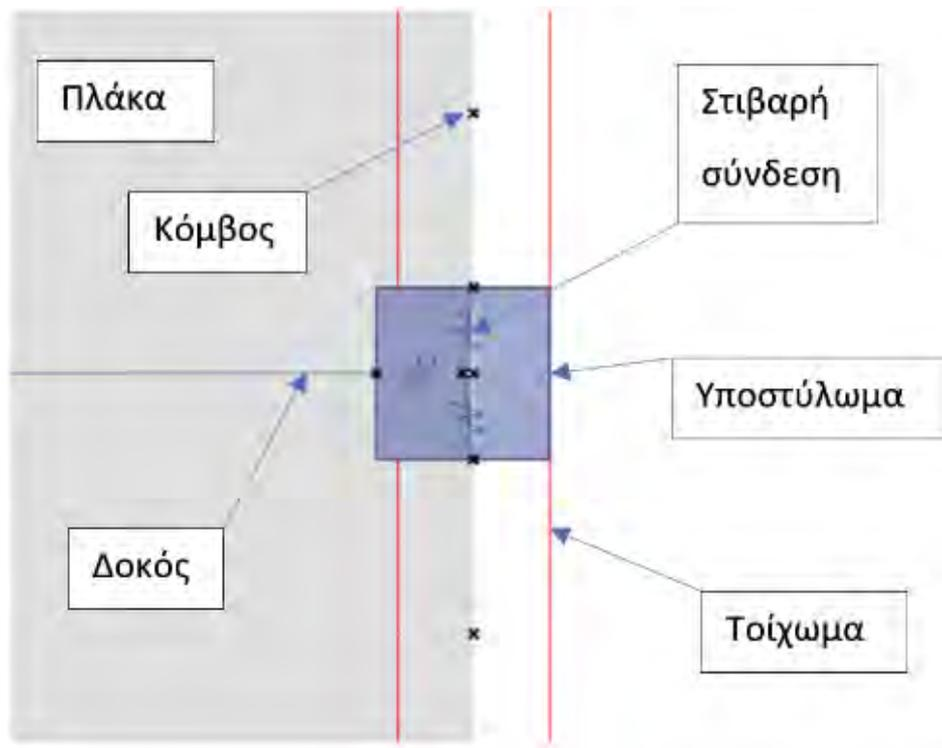 Πλάκα
Στιβαρή
σύνδεση
Κόμβος
Υποστύλωμα
Δοκός
Τοίχωμα